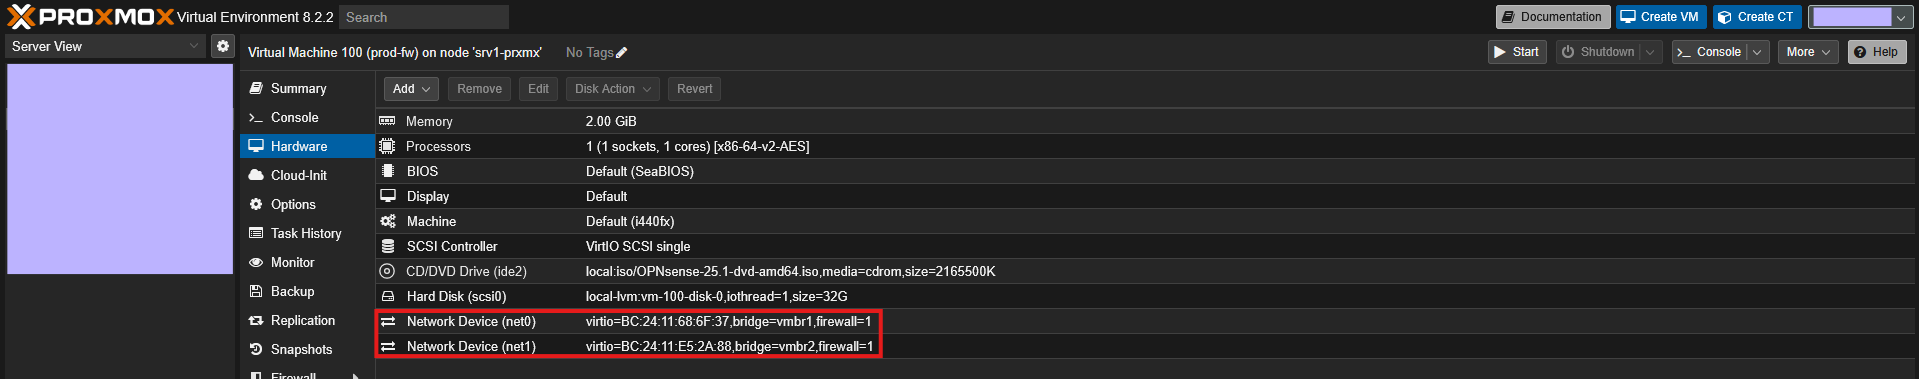 PROXMOX Virtual Environment 8.2.2 Search Documentation Create VM Create CT
Server View
Virtual Machine 100 (prod-fw) on node 'srv1-prxmx' No Tags Start Shutdown Console More Help
Summary
Console
Hardware
Cloud-Init
Options
Task History
Monitor
Backup
Replication
Snapshots
Firewall
Add Remove Edit Disk Action Revert
Memory 2.00 GiB
Processors 1 (1 sockets, 1 cores) [x86-64-v2-AES]
BIOS Default (SeaBIOS)
Display Default
Machine Default (i440fx)
SCSI Controller VirtIO SCSI single
CD/DVD Drive (ide2) local:iso/OPNsense-25.1-dvd-amd64.iso,media=cdrom,size=2165500K
Hard Disk (scsi0) local-lvm:vm-100-disk-0,iothread=1,size=32G
Network Device (net0) virtio=BC:24:11:68:6F:37,bridge=vmbr1,firewall=1
Network Device (net1) virtio=BC:24:11:E5:2A:88,bridge=vmbr2,firewall=1